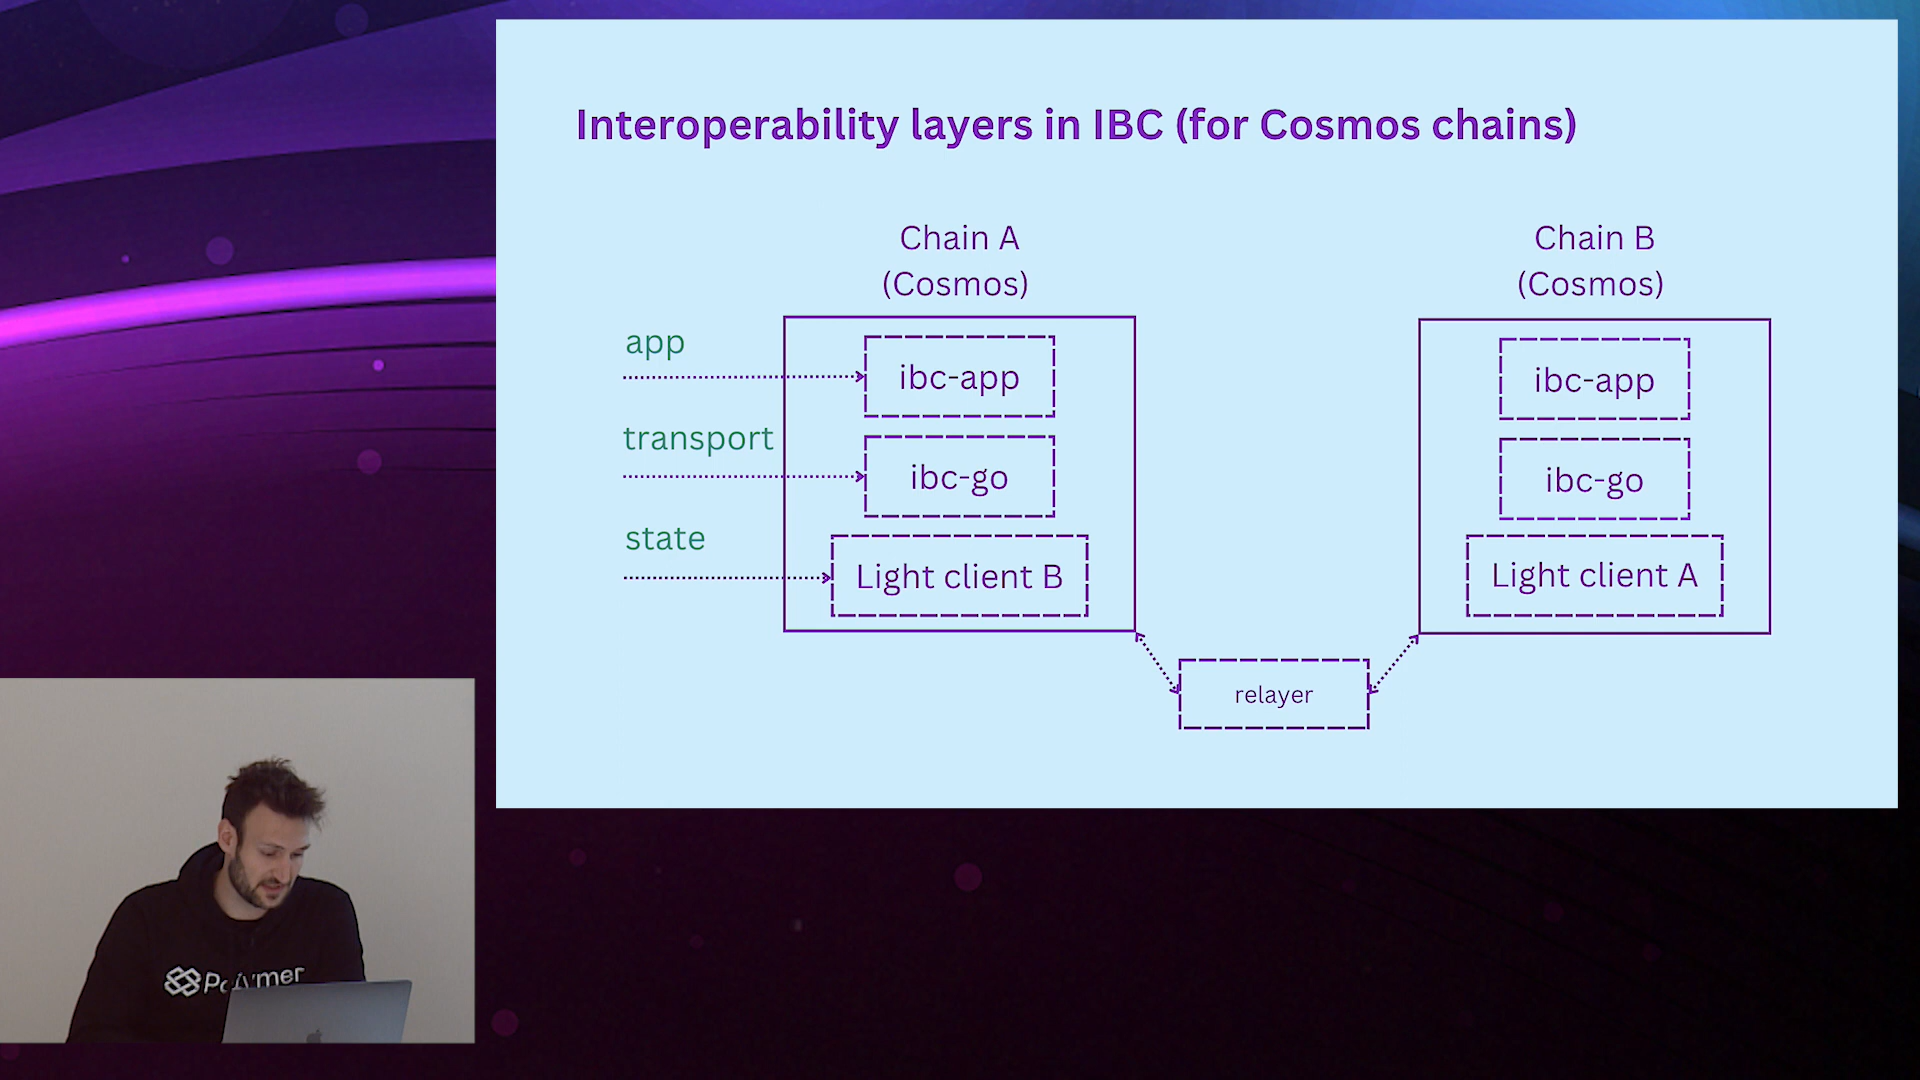 Interoperability layers in IBC (for Cosmos chains)
Chain A
(Cosmos)
Chain B
(Cosmos)
app
ibc-app
transport
ibc-go
state
Light client B
ibc-app
ibc-go
Light client A
relayer
Polymer